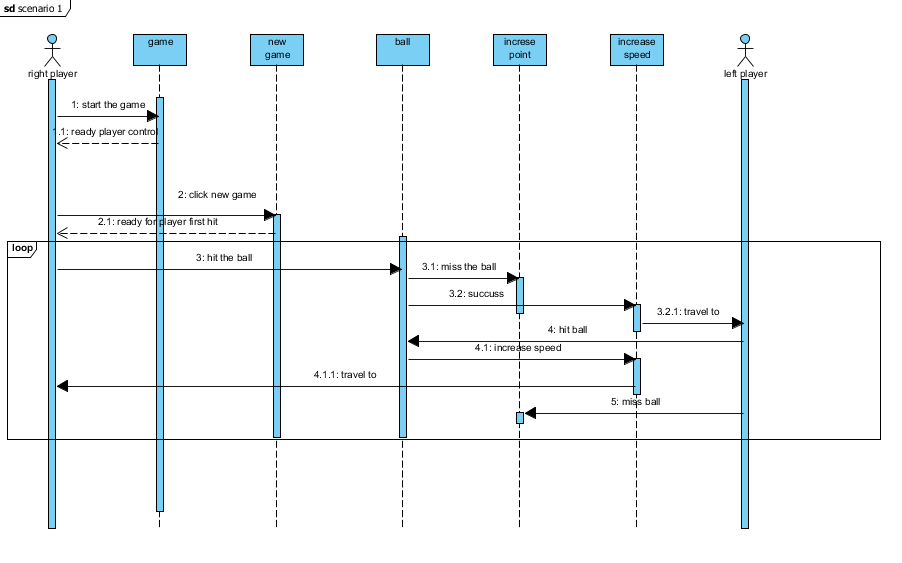 sd scenario 1
game
new
game
ball
increse
point
increase
speed
right player
left player
1: start the game
1.1: ready player control
2: click new game
2.1: ready for player first hit
loop
3: hit the ball
3.1: miss the ball
3.2: succuss
3.2.1: travel to
4: hit ball
4.1: increase speed
4.1.1: travel to
5: miss ball